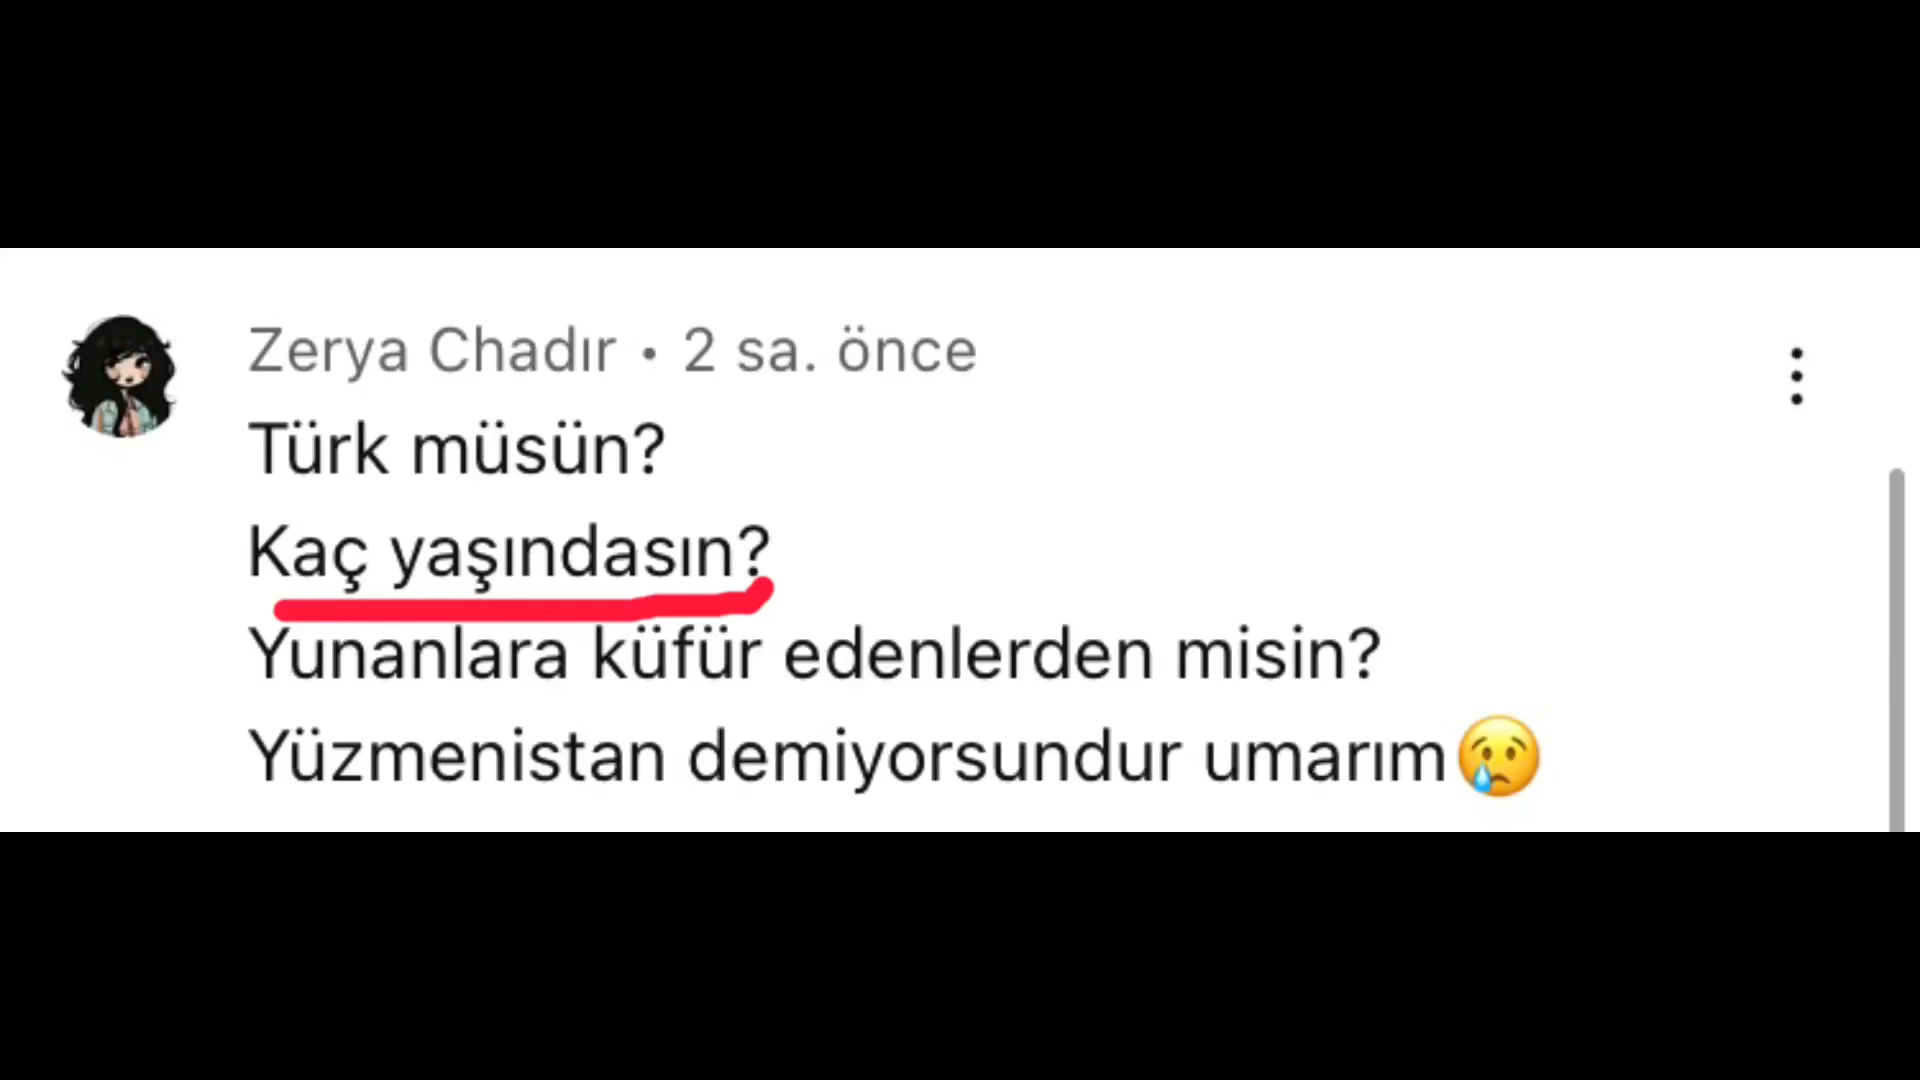 Zerya Chadır • 2 sa. önce
Türk müsün?
Kaç yaşındasın?
Yunanlara küfür edenlerden misin?
Yüzmenistan demiyorsundur umarım😢